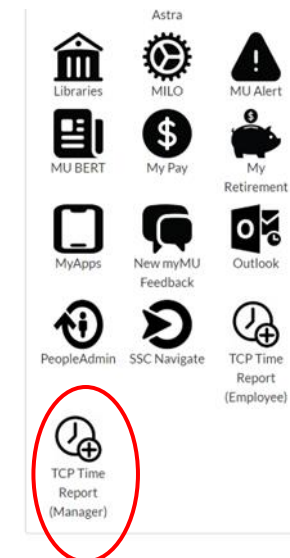 Astra
Libraries
MILO
MU Alert
MU BERT
My Pay
My
Retirement
MyApps
New myMU
Feedback
Outlook
PeopleAdmin
SSC Navigate
TCP Time
Report
(Employee)
TCP Time
Report
(Manager)